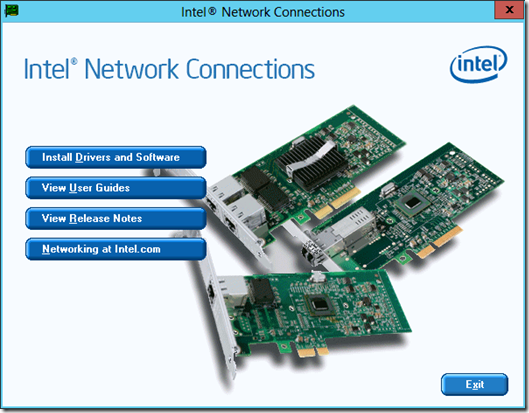 Intel® Network Connections
x
Intel® Network Connections
intel
Install Drivers and Software
View User Guides
View Release Notes
Networking at Intel.com
Exit